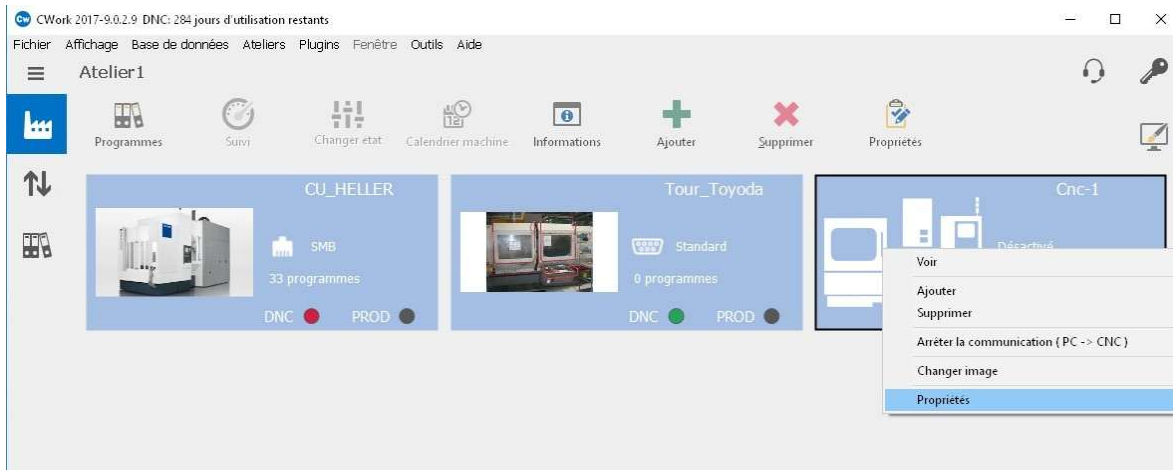 CWork 2017-9.0.2.9 DNC: 284 jours d'utilisation restants
Fichier Affichage Base de données Ateliers Plugins Fenêtre Outils Aide
Atelier1
Programmes Suivi Changer etat Calendrier machine Informations Ajouter Supprimer Propriétés
CU_HELLER
SMB
33 programmes
DNC PROD
Tour_Toyoda
Standard
0 programmes
DNC PROD
Cnc-1
Désactivé
Voir
Ajouter
Supprimer
Arrêter la communication ( PC -> CNC )
Changer image
Propriétés